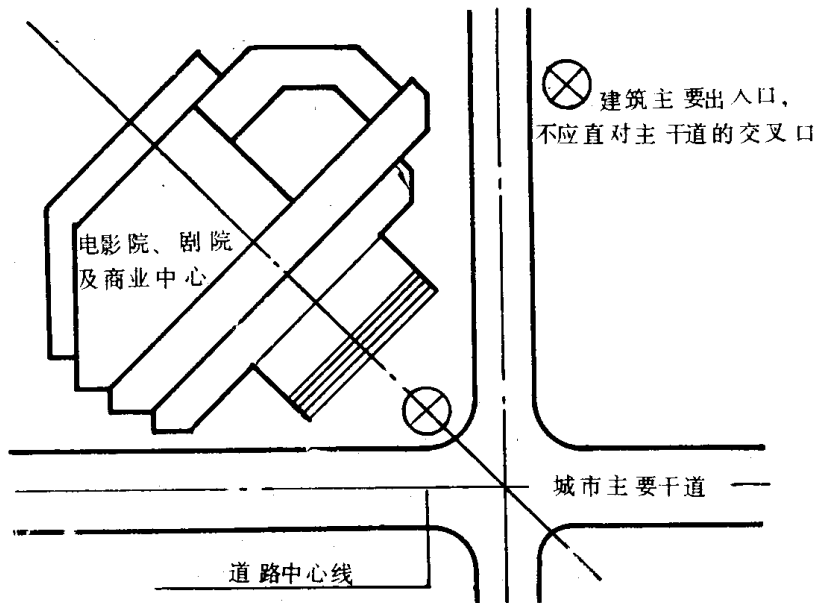 建筑主要出入口，
不应直对主干道的交叉口
电影院、剧院
及商业中心
城市主要干道
道路中心线